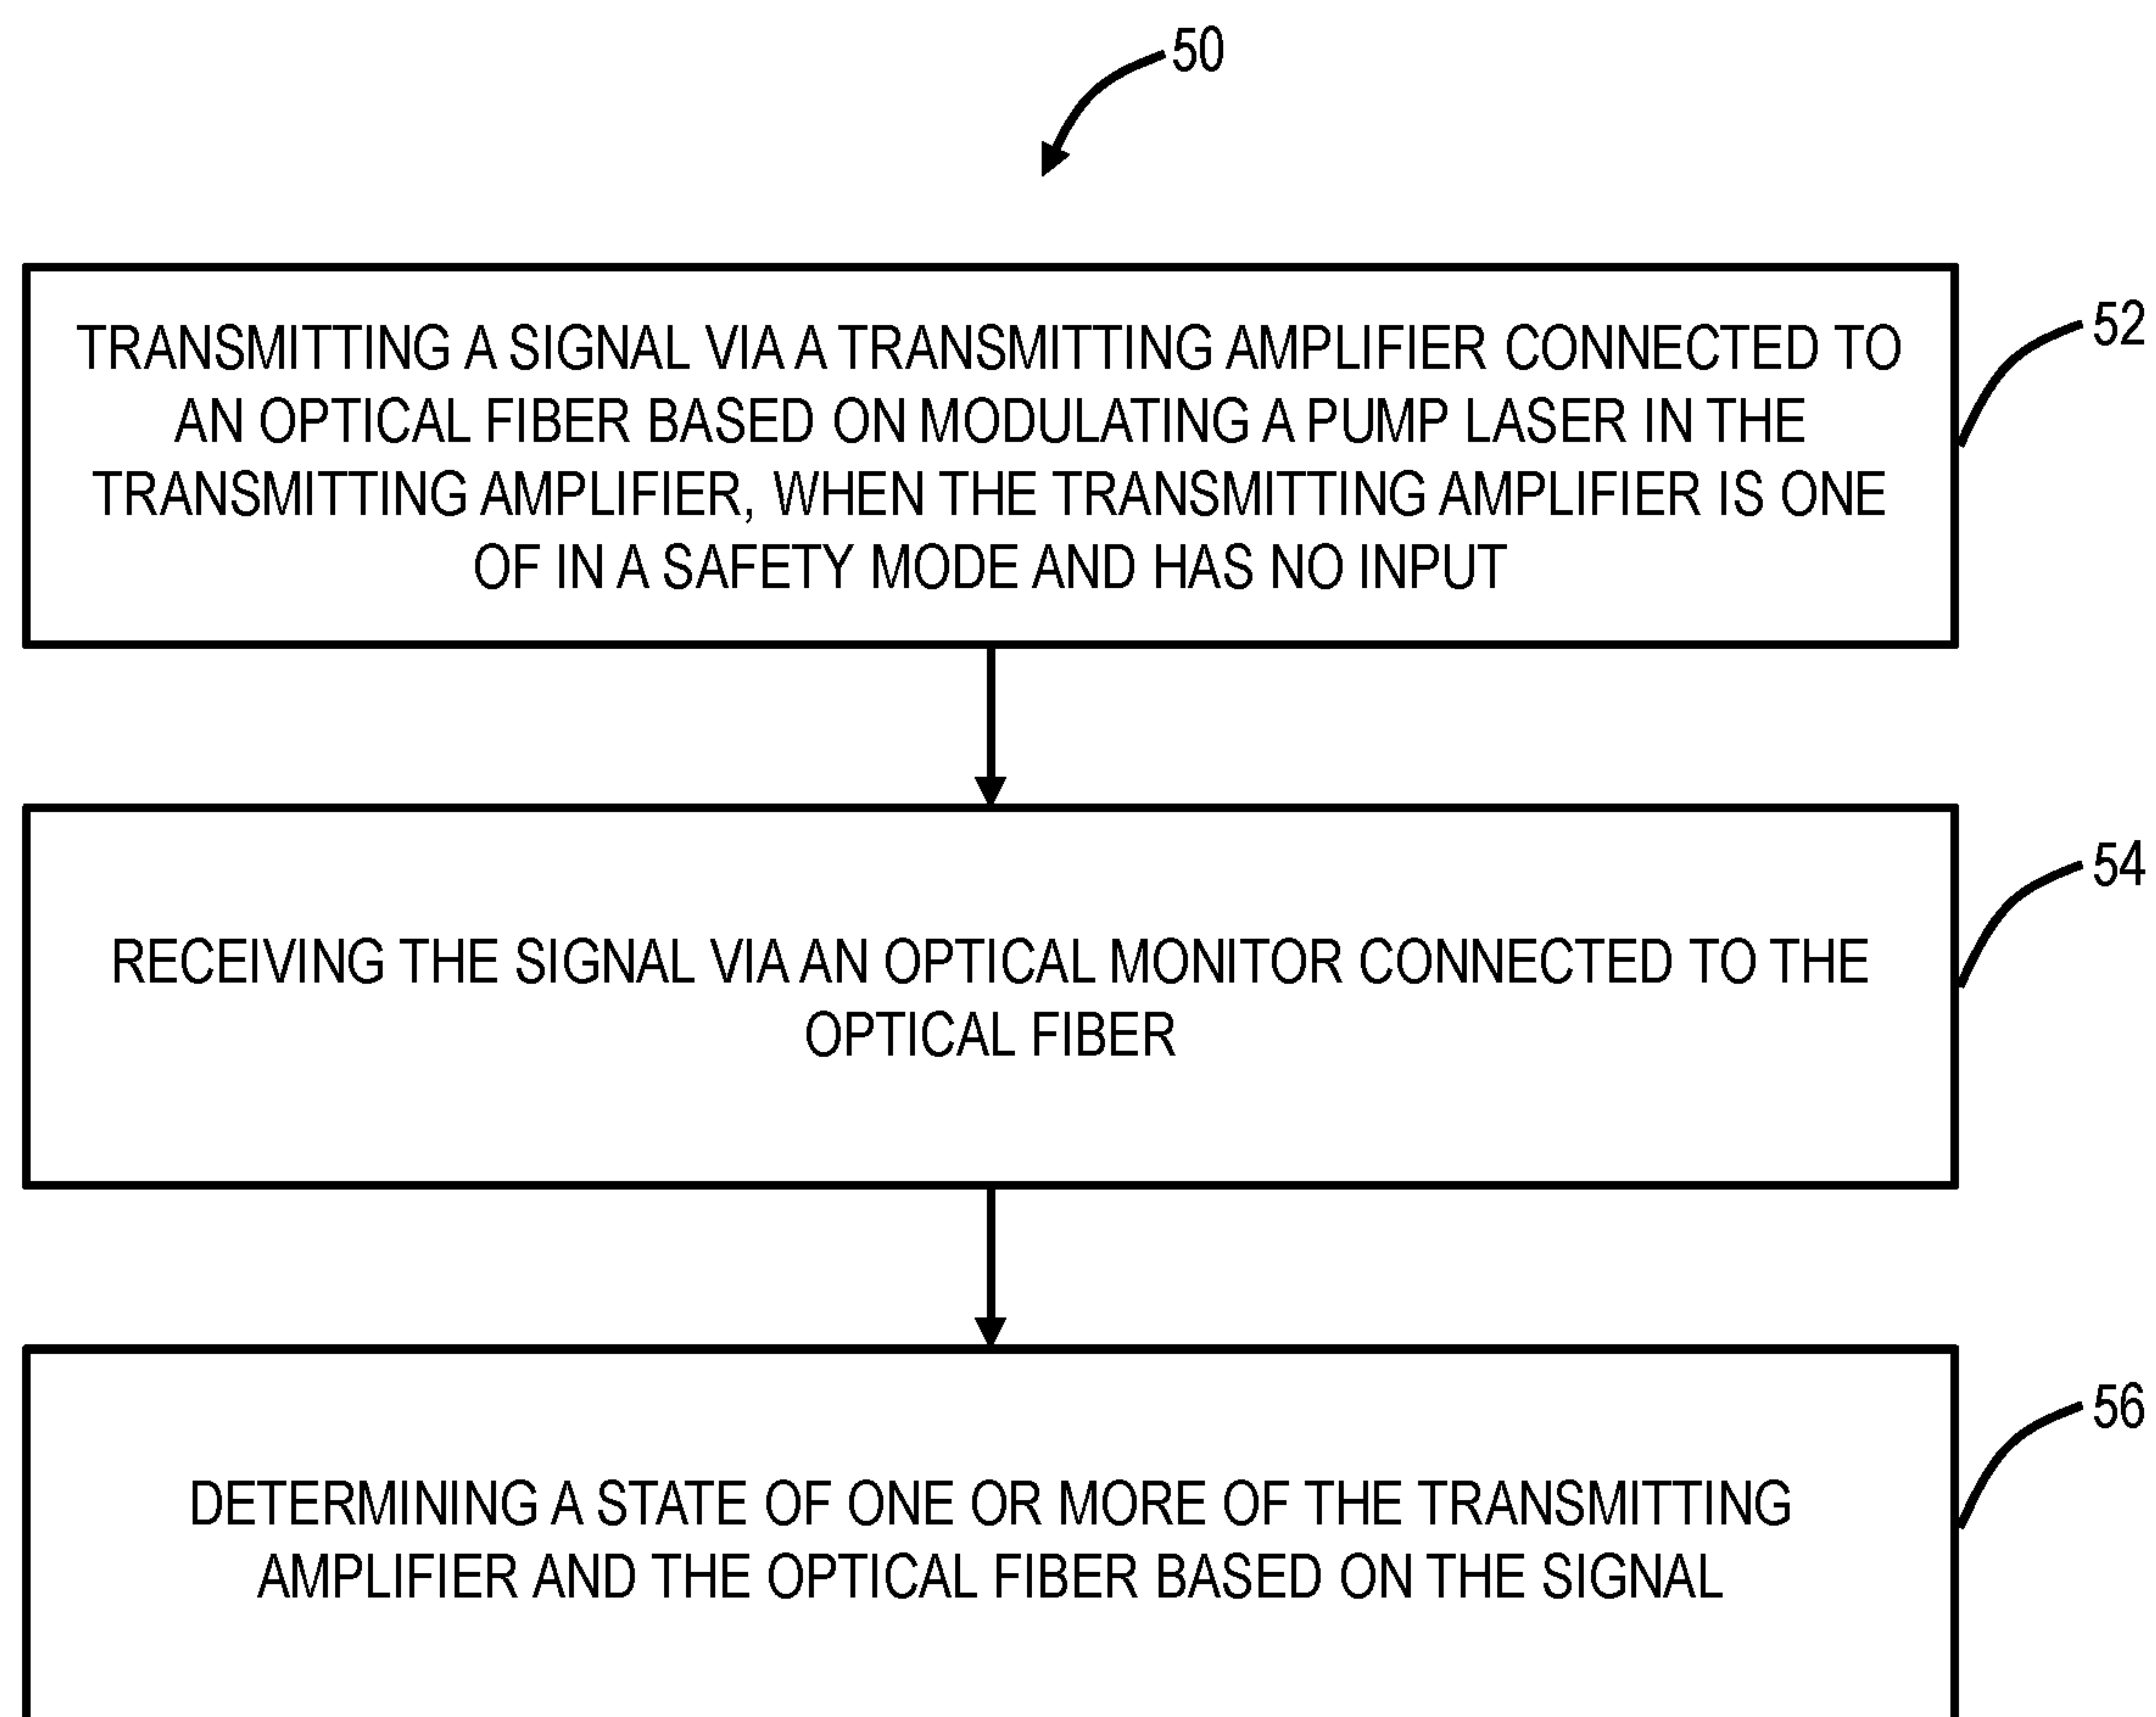 50
TRANSMITTING A SIGNAL VIA A TRANSMITTING AMPLIFIER CONNECTED TO
AN OPTICAL FIBER BASED ON MODULATING A PUMP LASER IN THE
TRANSMITTING AMPLIFIER, WHEN THE TRANSMITTING AMPLIFIER IS ONE
OF IN A SAFETY MODE AND HAS NO INPUT
52
RECEIVING THE SIGNAL VIA AN OPTICAL MONITOR CONNECTED TO THE
OPTICAL FIBER
54
DETERMINING A STATE OF ONE OR MORE OF THE TRANSMITTING
AMPLIFIER AND THE OPTICAL FIBER BASED ON THE SIGNAL
56